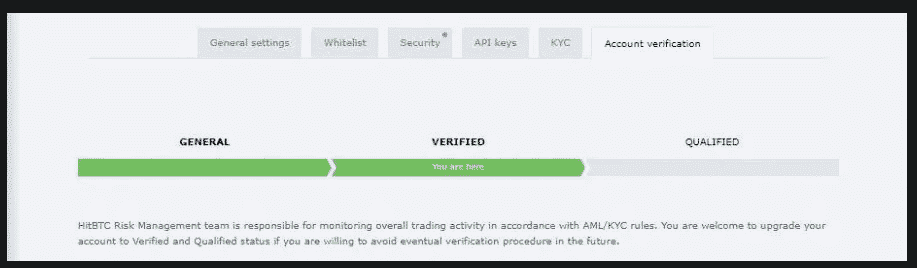 General settings Whitelist Security API keys KYC Account verification
GENERAL VERIFIED QUALIFIED
You are here
HitBTC Risk Management team is responsible for monitoring overall trading activity in accordance with AML/KYC rules. You are welcome to upgrade your
account to Verified and Qualified status if you are willing to avoid eventual verification procedure in the future.